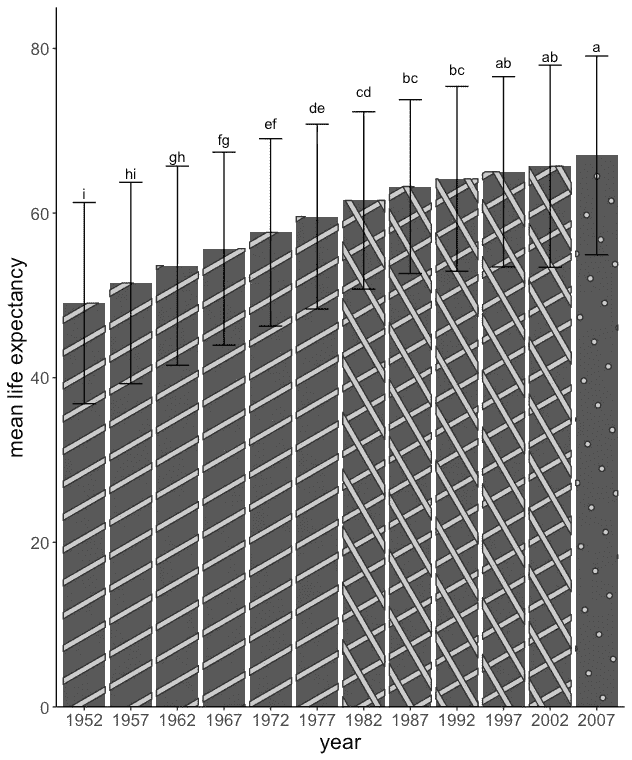 80
60
40
20
0
mean life expectancy
i
hi
gh
fg
ef
de
cd
bc
bc
ab
ab
a
1952 1957 1962 1967 1972 1977 1982 1987 1992 1997 2002 2007
year